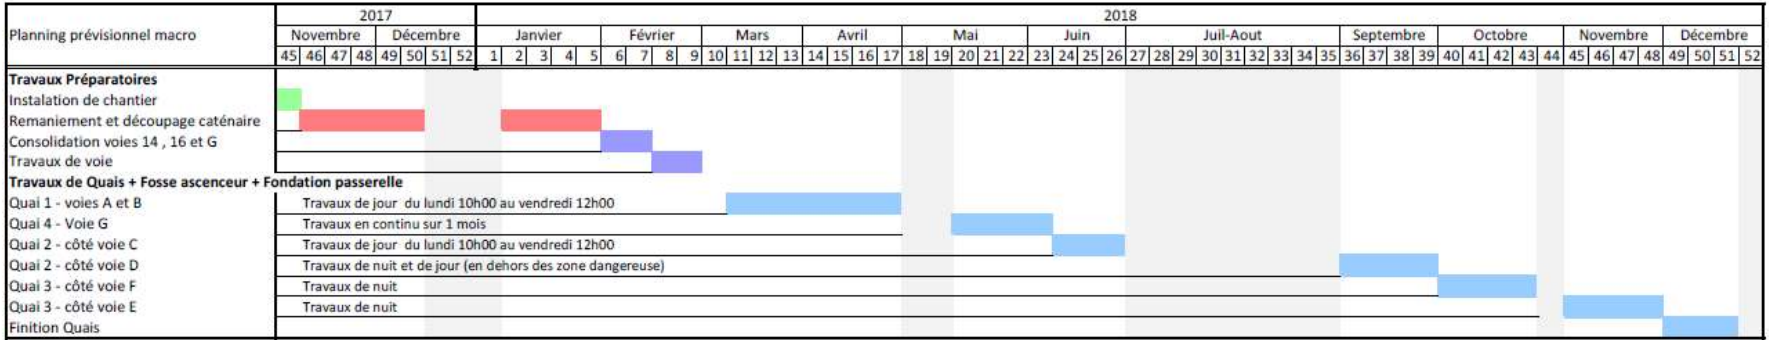 2017 2018
Planning prévisionnel macro Novembre Décembre Janvier Février Mars Avril Mai Juin Juil-Aout Septembre Octobre Novembre Décembre
45 46 47 48 49 50 51 52 1 2 3 4 5 6 7 8 9 10 11 12 13 14 15 16 17 18 19 20 21 22 23 24 25 26 27 28 29 30 31 32 33 34 35 36 37 38 39 40 41 42 43 44 45 46 47 48 49 50 51 52
Travaux Préparatoires
Instalation de chantier
Remaniement et découpage caténaire
Consolidation voies 14 , 16 et G
Travaux de voie
Travaux de Quais + Fosse ascenceur + Fondation passerelle
Quai 1 - voies A et B Travaux de jour du lundi 10h00 au vendredi 12h00
Quai 4 - Voie G Travaux en continu sur 1 mois
Quai 2 - côté voie C Travaux de jour du lundi 10h00 au vendredi 12h00
Quai 2 - côté voie D Travaux de nuit et de jour (en dehors des zone dangereuse)
Quai 3 - côté voie F Travaux de nuit
Quai 3 - côté voie E Travaux de nuit
Finition Quais